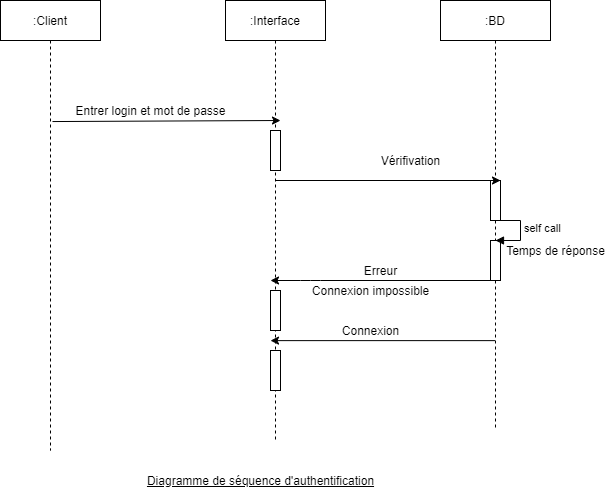 :Client
:Interface
:BD
Entrer login et mot de passe
Vérifivation
self call
Temps de réponse
Erreur
Connexion impossible
Connexion
Diagramme de séquence d'authentification